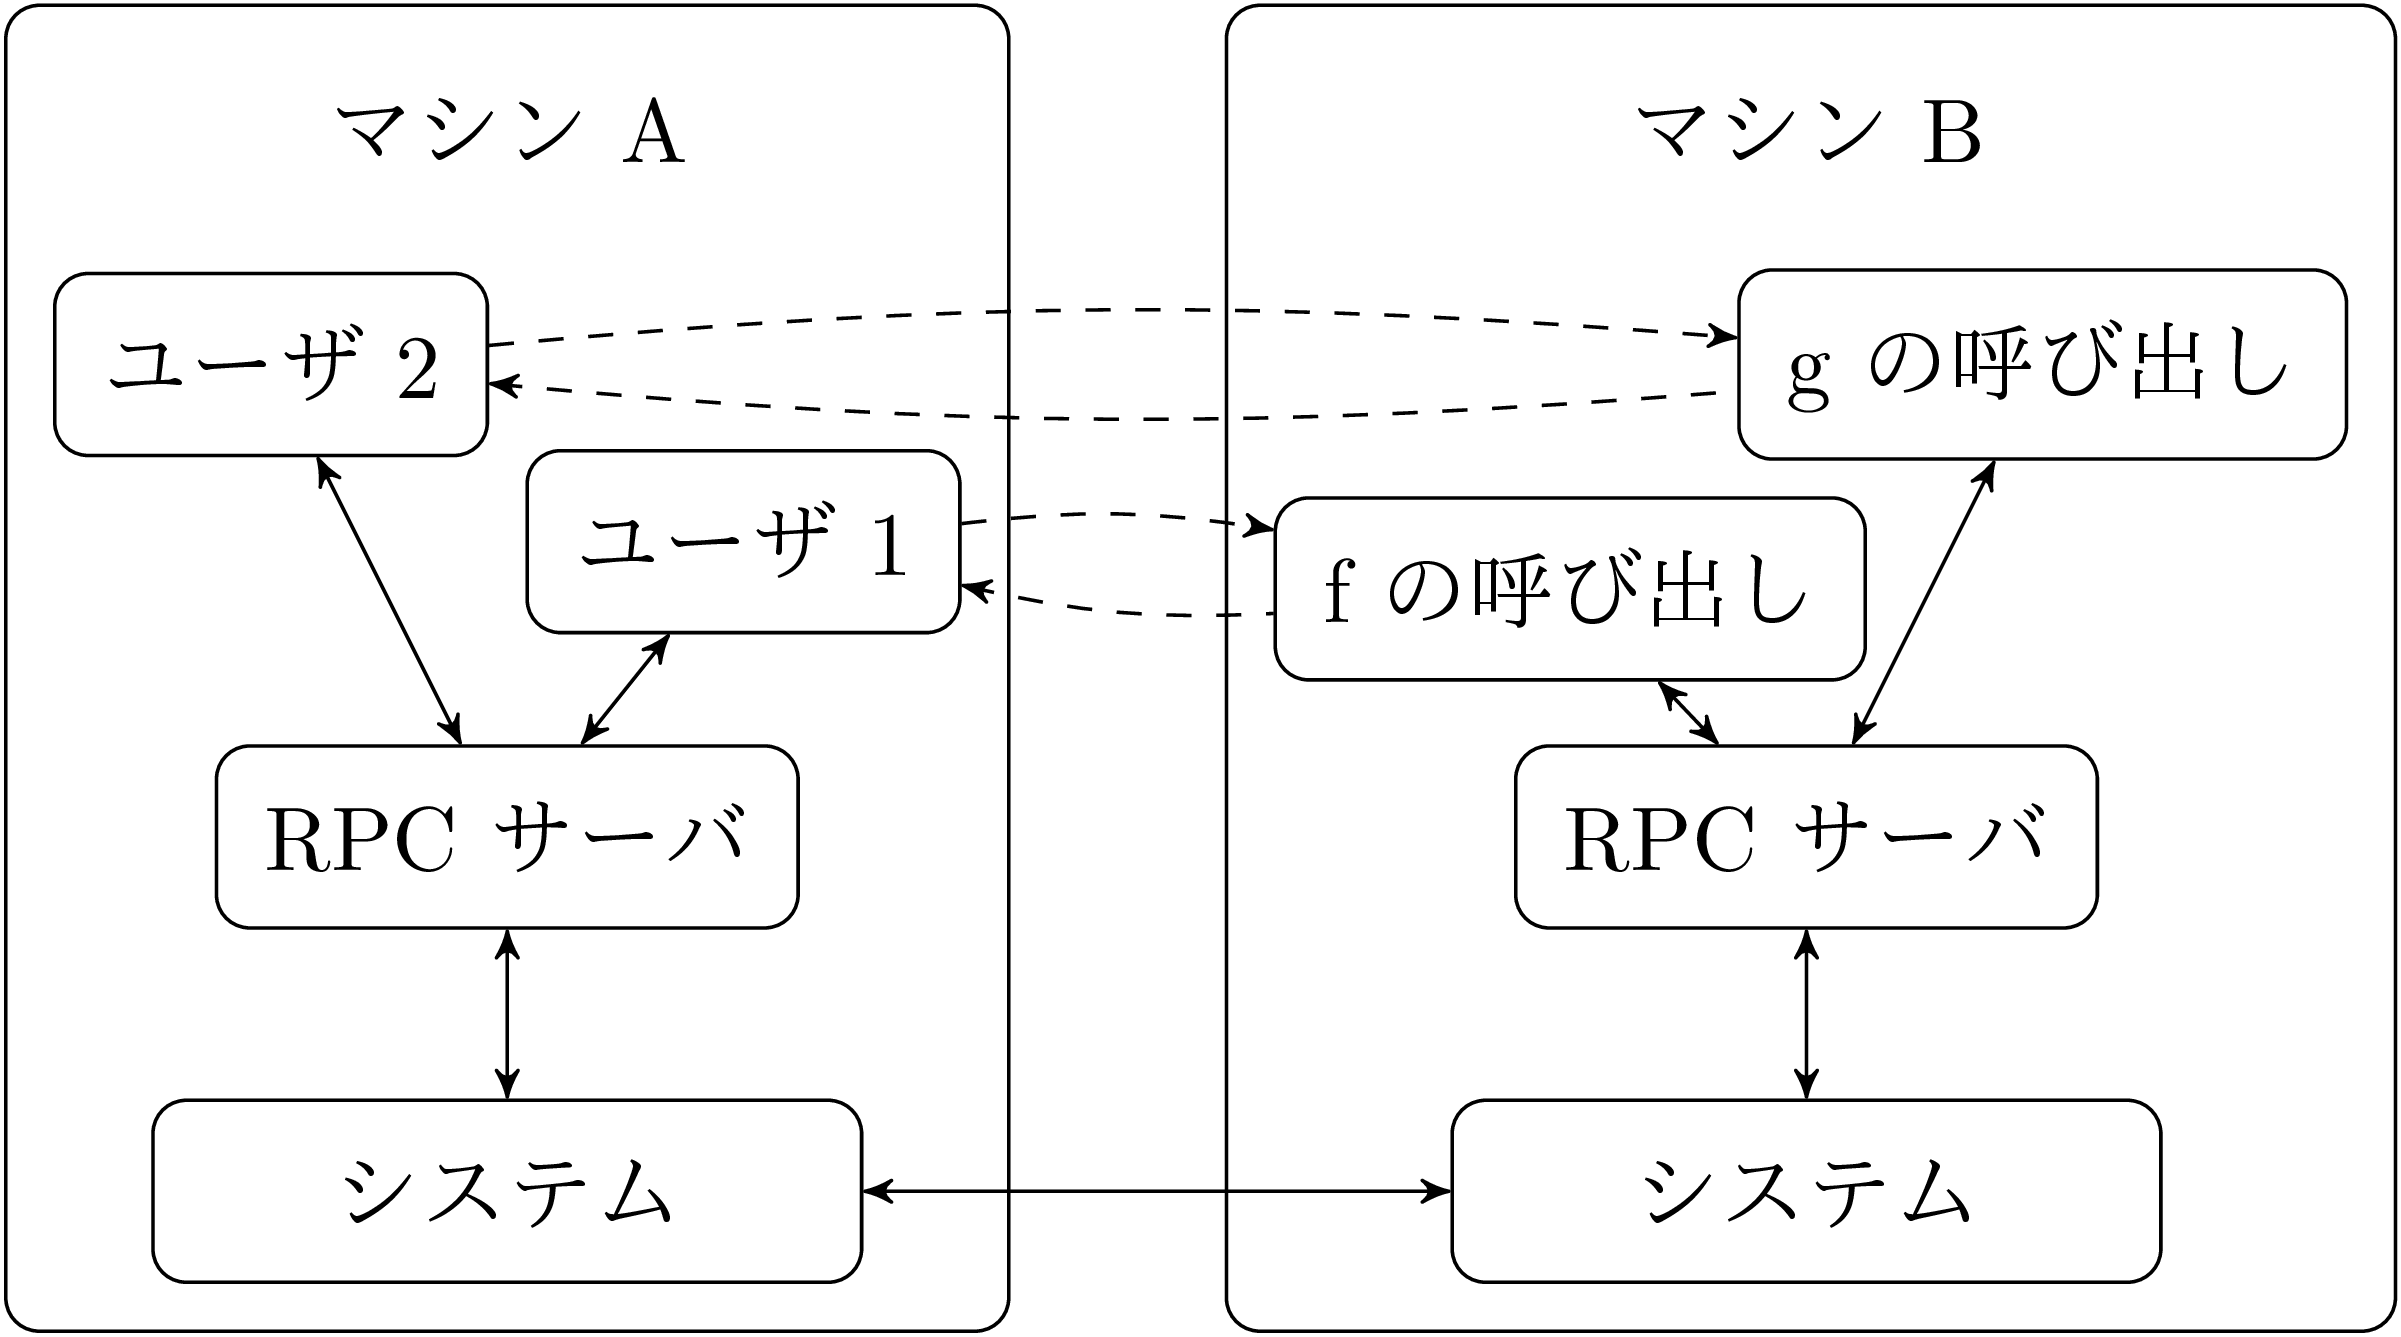 マシン A
ユーザ 2
ユーザ 1
RPC サーバ
システム
マシン B
g の呼び出し
f の呼び出し
RPC サーバ
システム